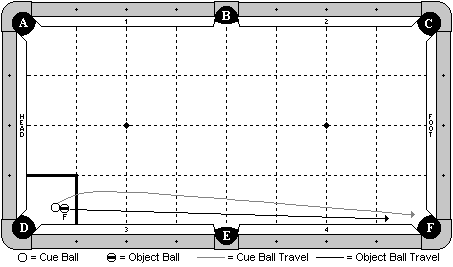 A B C
1 2
HEAD FOOT
F
D 3 E 4 F
= Cue Ball = Object Ball = Cue Ball Travel = Object Ball Travel